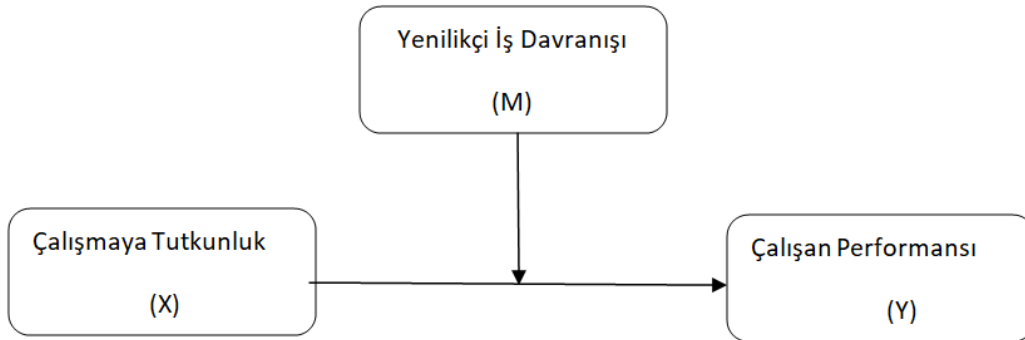 Yenilikçi İş Davranışı
(M)
Çalışmaya Tutkunluk
(X)
Çalışan Performansı
(Y)